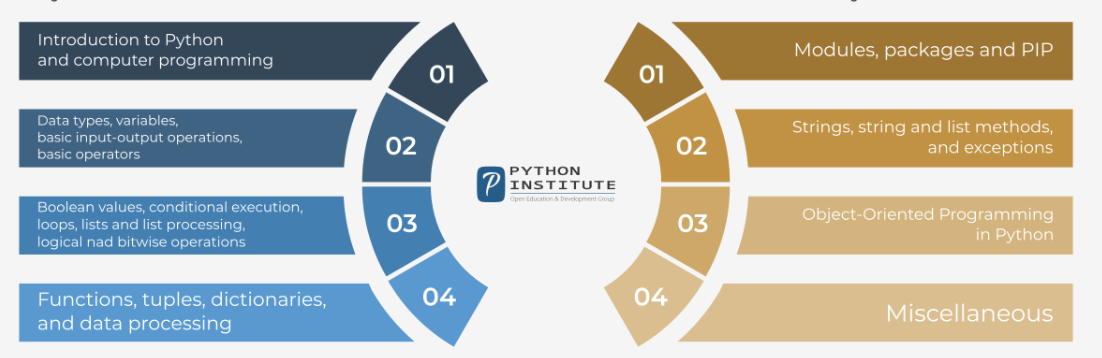 Introduction to Python
and computer programming
01
Data types, variables,
basic input-output operations,
basic operators
02
Boolean values, conditional execution,
loops, lists and list processing,
logical nad bitwise operations
03
Functions, tuples, dictionaries,
and data processing
04
PYTHON
INSTITUTE
Open Education & Development Group
01
Modules, packages and PIP
02
Strings, string and list methods,
and exceptions
03
Object-Oriented Programming
in Python
04
Miscellaneous